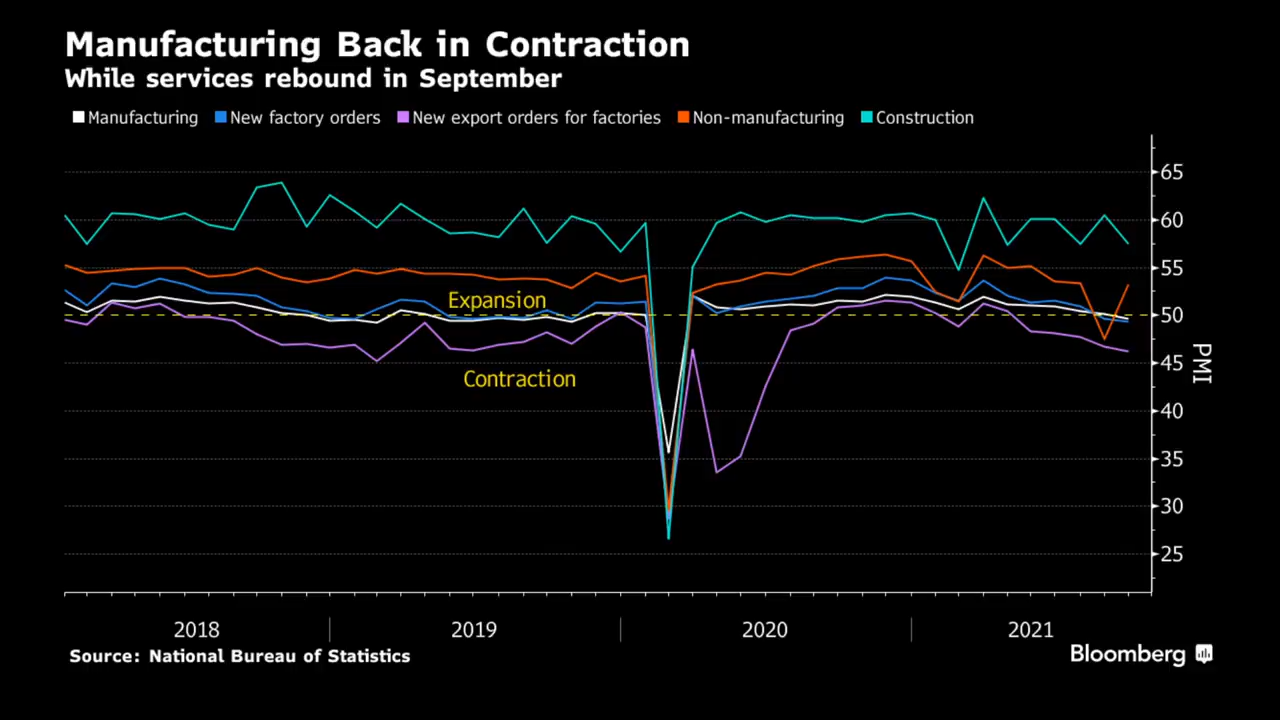 Manufacturing Back in Contraction
While services rebound in September
Manufacturing New factory orders New export orders for factories Non-manufacturing Construction
65
60
55
Expansion
50
PMI
45
Contraction
40
35
30
25
2018 2019 2020 2021
Source: National Bureau of Statistics
Bloomberg